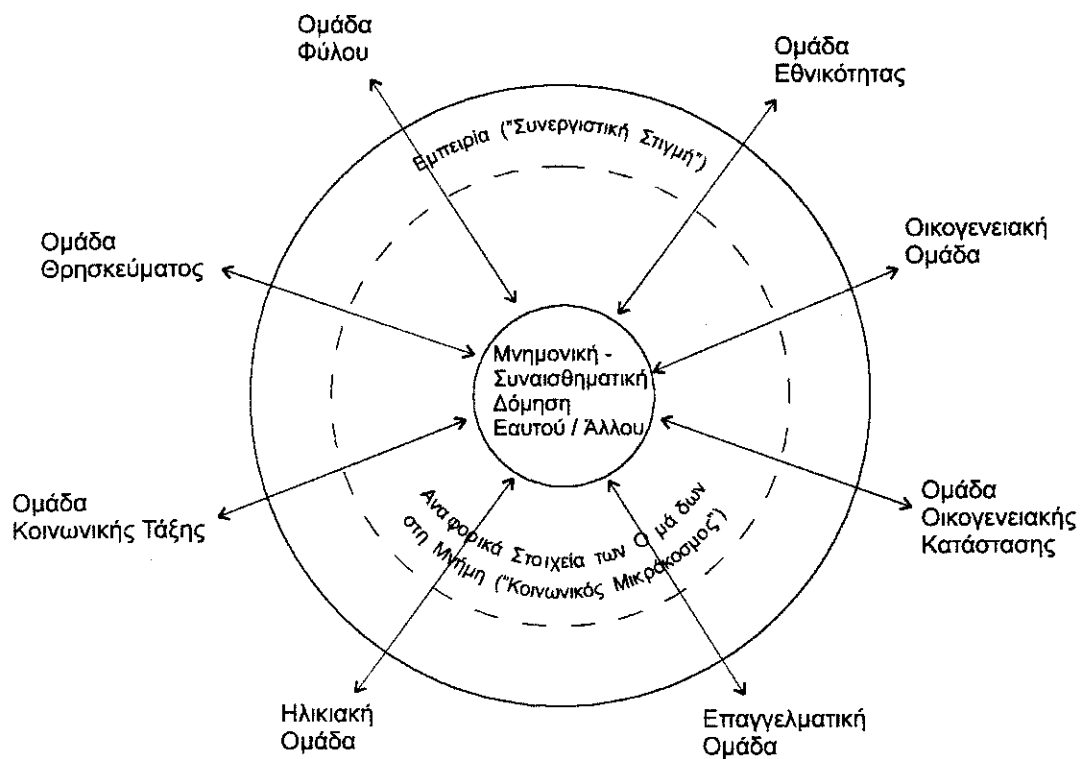 Ομάδα
Φύλου
Ομάδα
Εθνικότητας
Εμπειρία ("Συνεργιστική Στιγμή")
Ομάδα
Θρησκεύματος
Οικογενειακή
Ομάδα
Μνημονική -
Συναισθηματική
Δόμηση
Εαυτού / Άλλου
Ομάδα
Κοινωνικής Τάξης
Ομάδα
Οικογενειακής
Κατάστασης
Αναφορικά Στοιχεία των Ομάδων
στη Μνήμη ("Κοινωνικός Μικρόκοσμος")
Ηλικιακή
Ομάδα
Επαγγελματική
Ομάδα